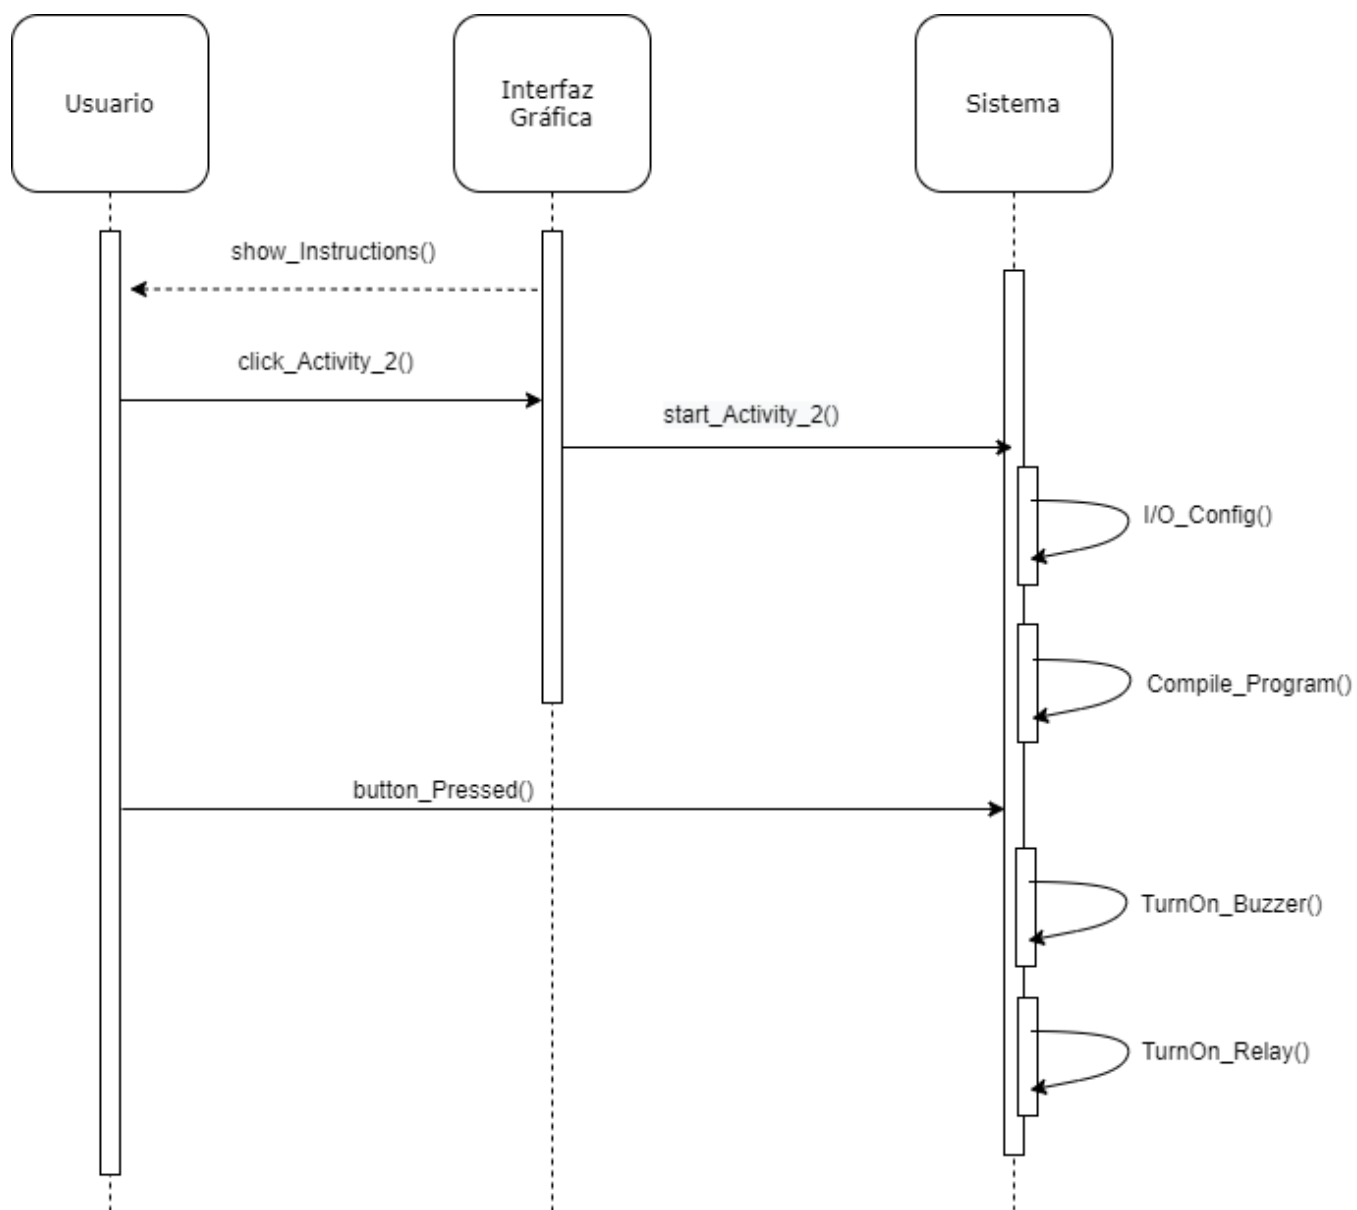 Usuario
Interfaz
Gráfica
Sistema
show_Instructions()
click_Activity_2()
start_Activity_2()
I/O_Config()
Compile_Program()
button_Pressed()
TurnOn_Buzzer()
TurnOn_Relay()